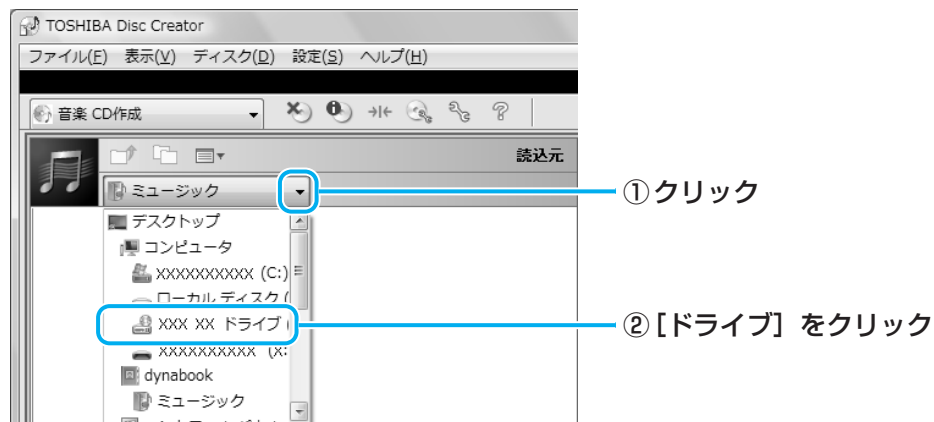 TOSHIBA Disc Creator
ファイル(F) 表示(V) ディスク(D) 設定(S) ヘルプ(H)
音楽 CD作成
読込元
ミュージック
①クリック
デスクトップ
コンピュータ
XXXXXXXXXX (C:)
ローカル ディスク (
XXX XX ドライブ (
②[ドライブ]をクリック
XXXXXXXXXX (X:
dynabook
ミュージック